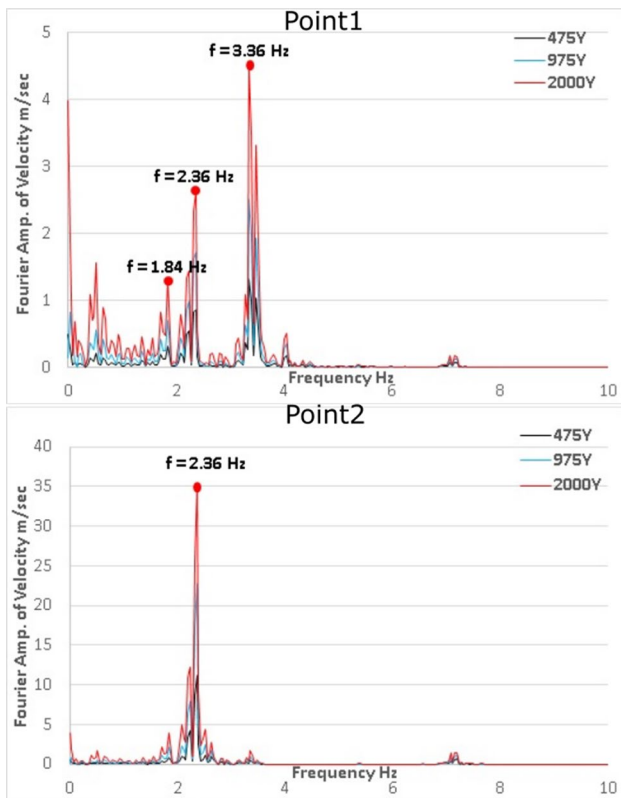 Point1
5
4
3
2
1
0
Fourier Amp. of Velocity m/sec
f = 3.36 Hz
f = 2.36 Hz
f = 1.84 Hz
475Y
975Y
2000Y
0 2 4 6 8 10
Frequency Hz
Point2
40
35
30
25
20
15
10
5
0
Fourier Amp. of Velocity m/sec
f = 2.36 Hz
475Y
975Y
2000Y
0 2 4 6 8 10
Frequency Hz